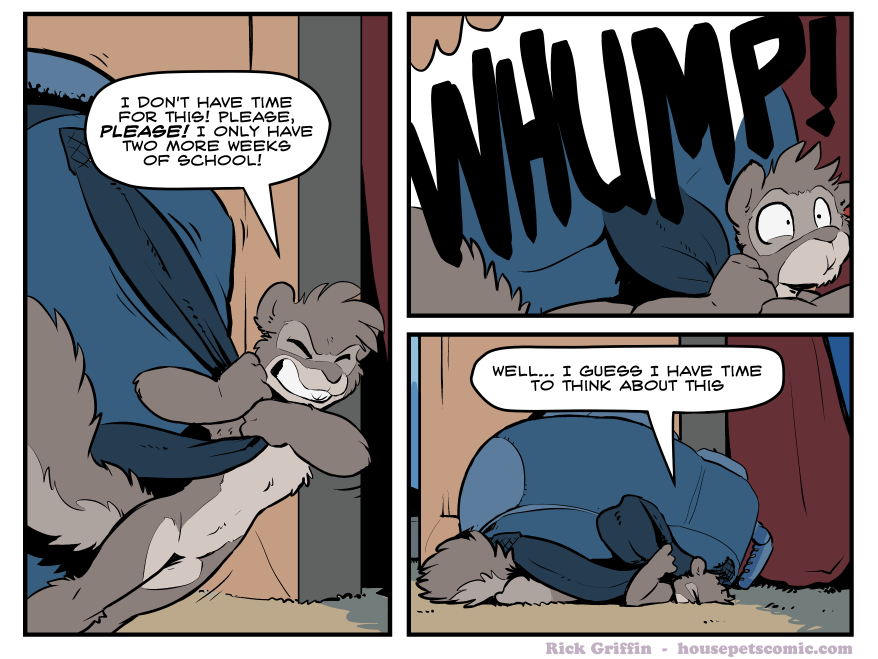 I DON'T HAVE TIME
FOR THIS! PLEASE,
PLEASE! I ONLY HAVE
TWO MORE WEEKS
OF SCHOOL!
WHUMP!
WELL... I GUESS I HAVE TIME
TO THINK ABOUT THIS
Rick Griffin - housepetscomic.com